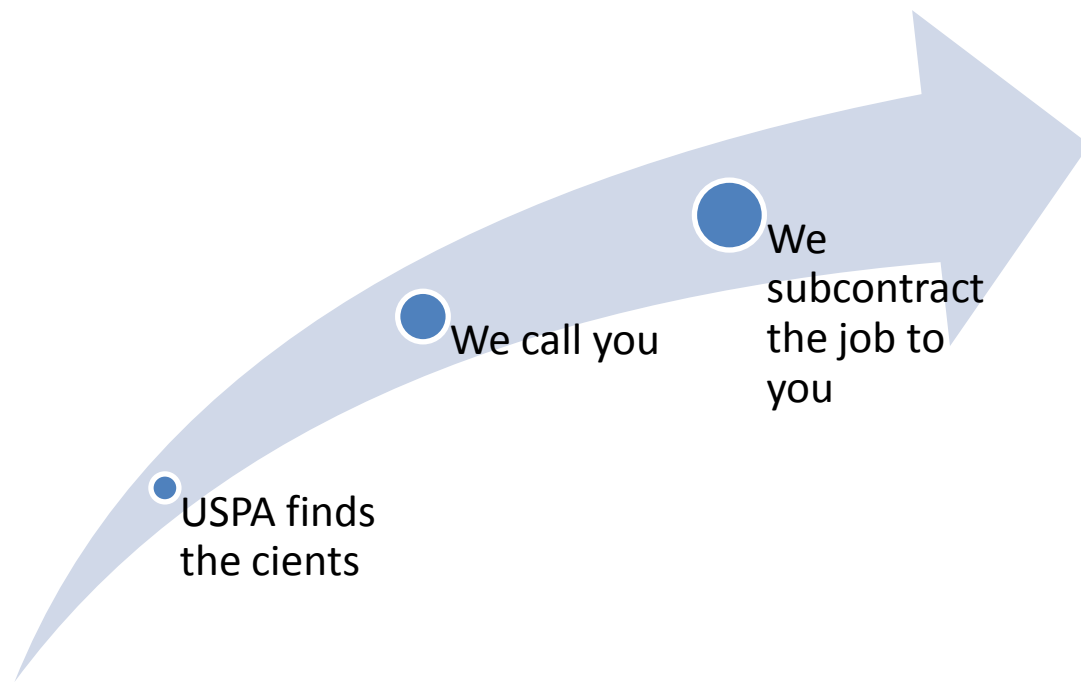 USPA finds
the cients
We call you
We
subcontract
the job to
you